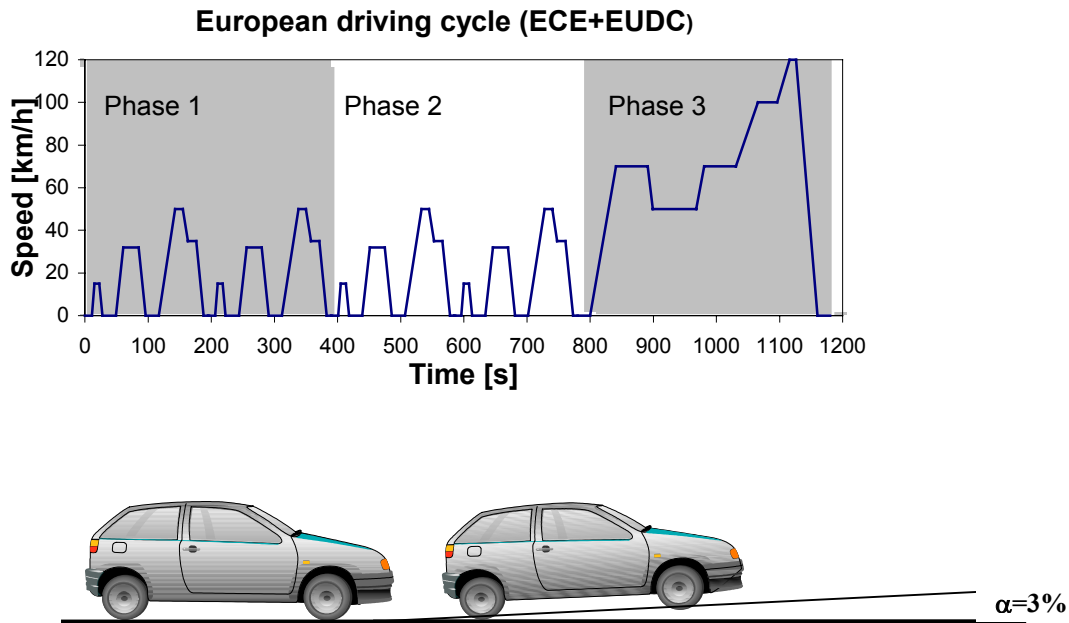 European driving cycle (ECE+EUDC)
120
100
80
60
40
20
0
Speed [km/h]
Phase 1
Phase 2
Phase 3
0 100 200 300 400 500 600 700 800 900 1000 1100 1200
Time [s]
α=3%